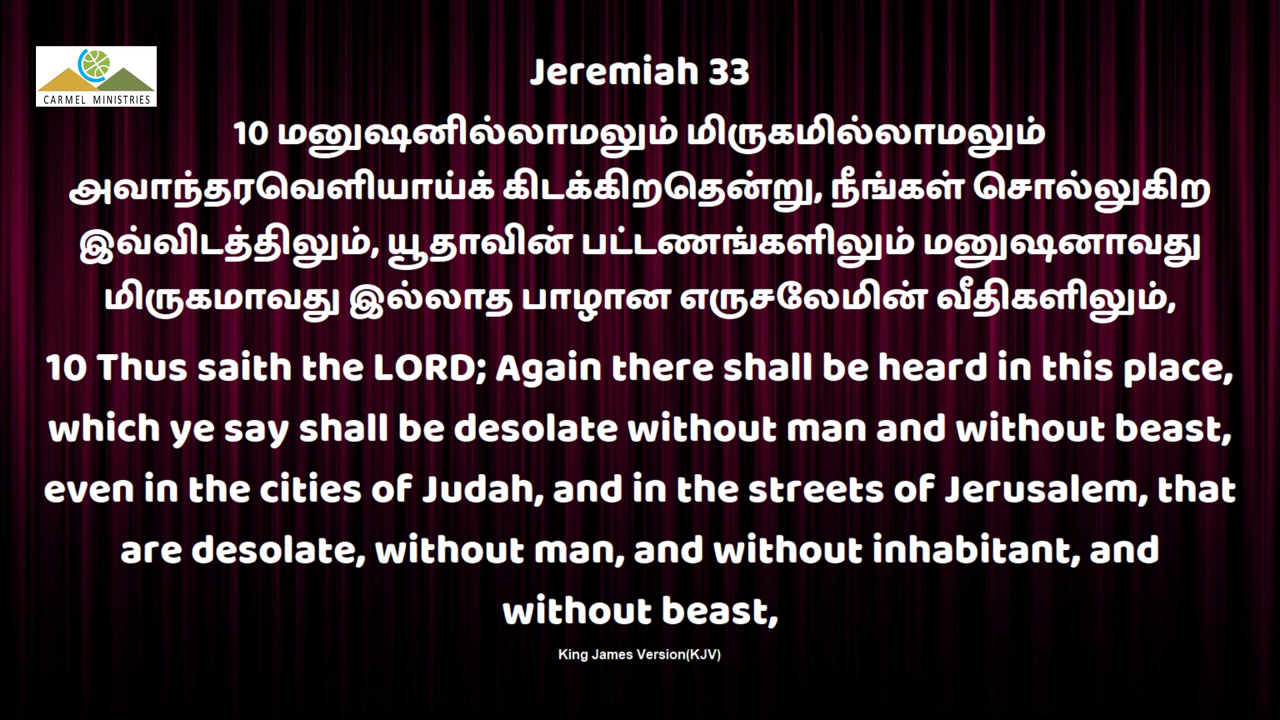 CARMEL MINISTRIES
Jeremiah 33
10 மனுஷனில்லாமலும் மிருகமில்லாமலும்
அவாந்தரவெளியாய்க் கிடக்கிறதென்று, நீங்கள் சொல்லுகிற
இவ்விடத்திலும், யூதாவின் பட்டணங்களிலும் மனுஷனாவது
மிருகமாவது இல்லாத பாழான எருசலேமின் வீதிகளிலும்,
10 Thus saith the LORD; Again there shall be heard in this place,
which ye say shall be desolate without man and without beast,
even in the cities of Judah, and in the streets of Jerusalem, that
are desolate, without man, and without inhabitant, and
without beast,
King James Version(KJV)